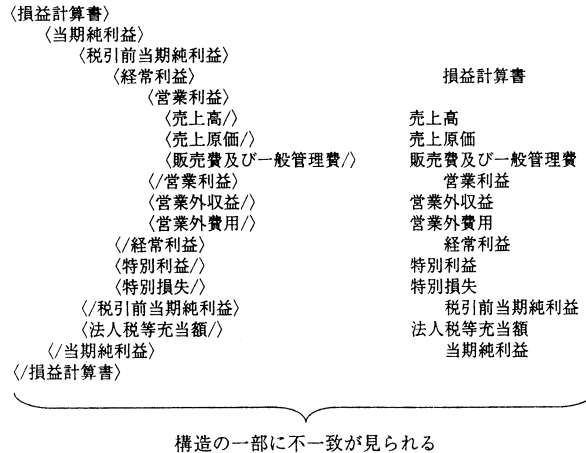 〈損益計算書〉
〈当期純利益〉
〈税引前当期純利益〉
〈経常利益〉 損益計算書
〈営業利益〉
〈売上高/〉 売上高
〈売上原価/〉 売上原価
〈販売費及び一般管理費/〉 販売費及び一般管理費
〈/営業利益〉 営業利益
〈営業外収益/〉 営業外収益
〈営業外費用/〉 営業外費用
〈/経常利益〉 経常利益
〈特別利益/〉 特別利益
〈特別損失/〉 特別損失
〈/税引前当期純利益〉 税引前当期純利益
〈法人税等充当額/〉 法人税等充当額
〈/当期純利益〉 当期純利益
〈/損益計算書〉
構造の一部に不一致が見られる